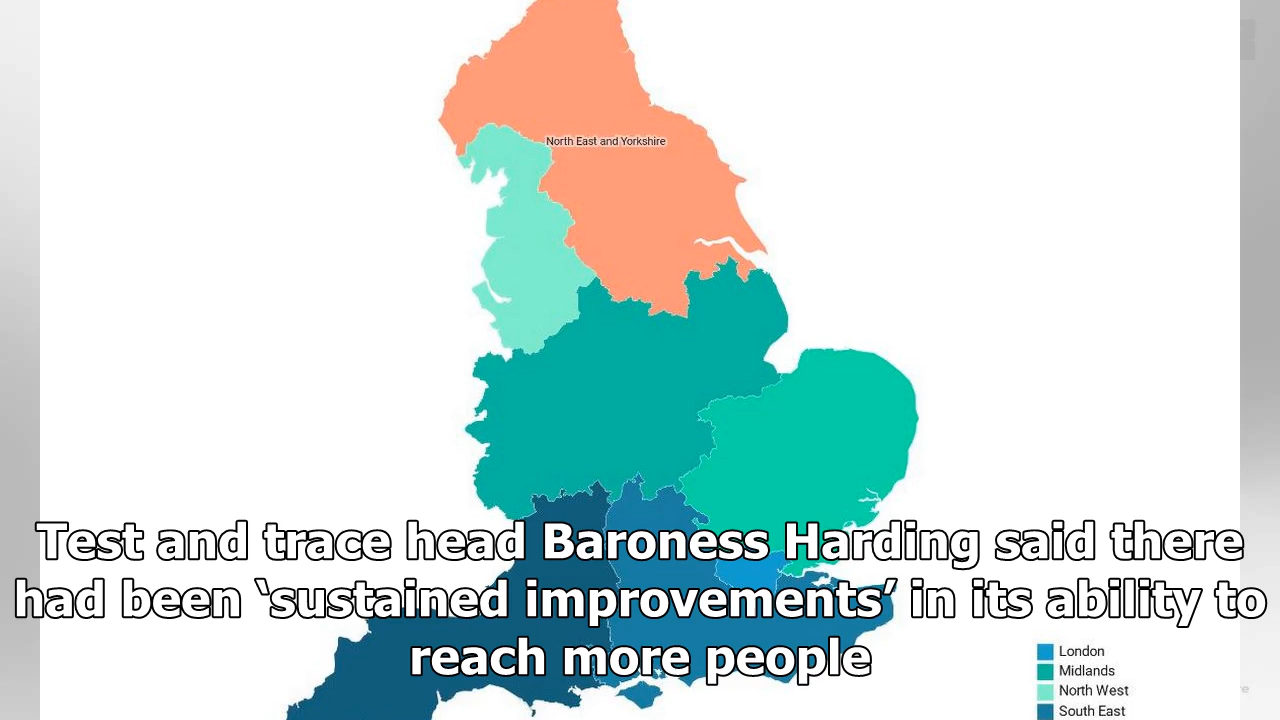 North East and Yorkshire
Test and trace head Baroness Harding said there
had been ‘sustained improvements’ in its ability to
reach more people
London
Midlands
North West
South East